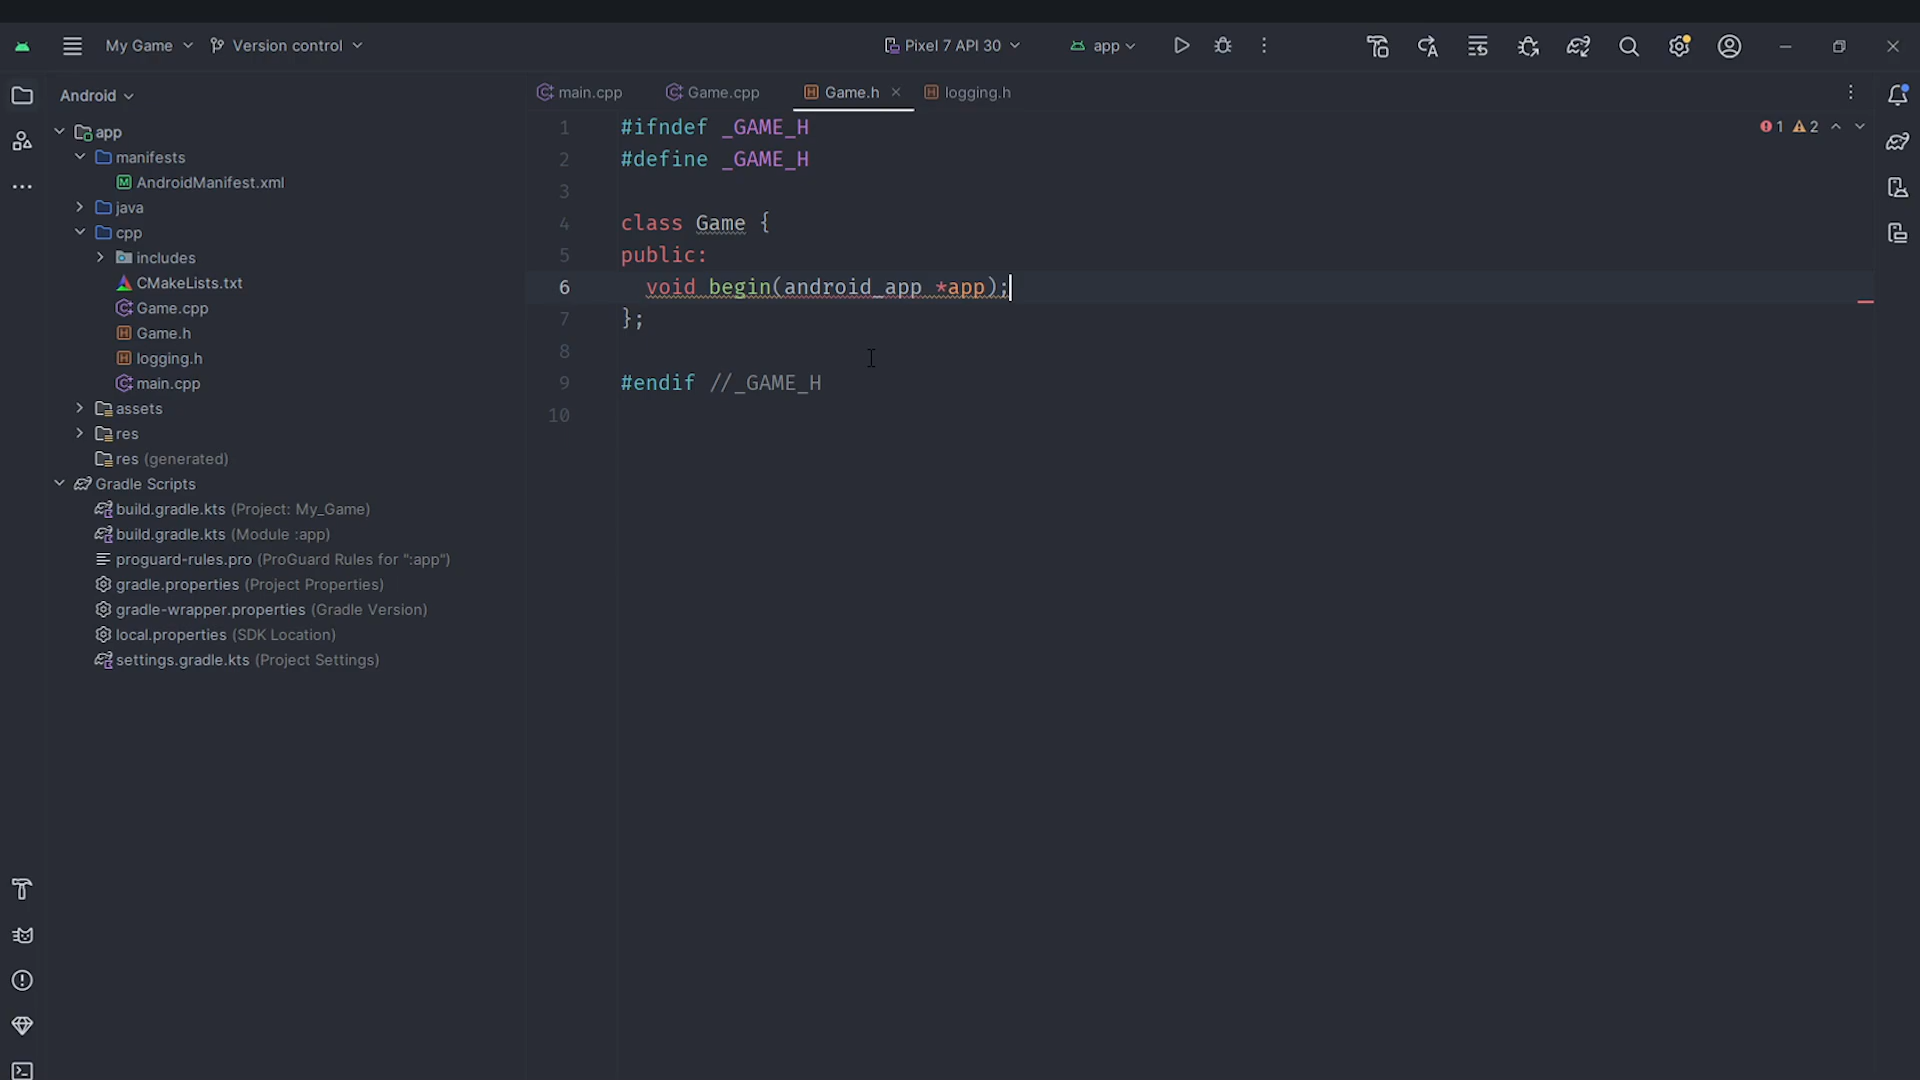 My Game Version control Pixel 7 API 30 app
Android
app
manifests
AndroidManifest.xml
java
cpp
includes
CMakeLists.txt
Game.cpp
Game.h
logging.h
main.cpp
assets
res
res (generated)
Gradle Scripts
build.gradle.kts (Project: My_Game)
build.gradle.kts (Module :app)
proguard-rules.pro (ProGuard Rules for ":app")
gradle.properties (Project Properties)
gradle-wrapper.properties (Gradle Version)
local.properties (SDK Location)
settings.gradle.kts (Project Settings)
main.cpp Game.cpp Game.h logging.h
1 #ifndef _GAME_H
2 #define _GAME_H
3
4 class Game {
5 public:
6 void begin(android_app *app);
7 };
8
9 #endif //_GAME_H
10
1 2